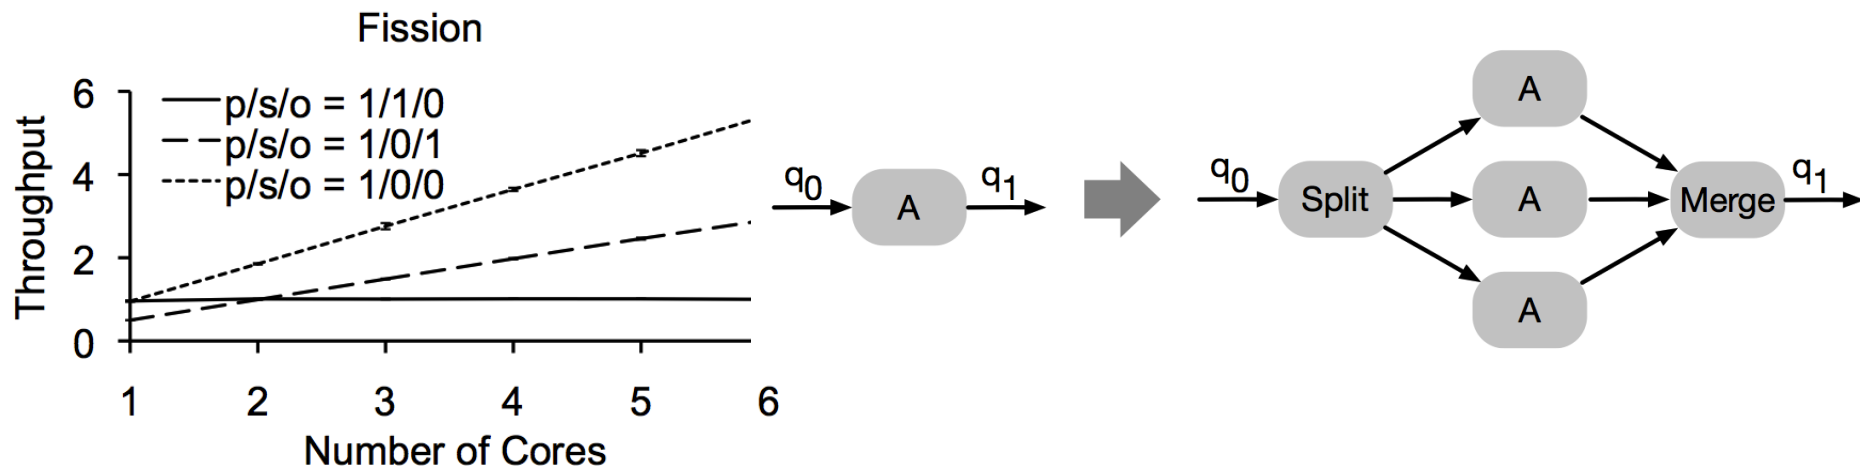 Fission
Throughput
6
4
2
0
p/s/o = 1/1/0
p/s/o = 1/0/1
p/s/o = 1/0/0
1 2 3 4 5 6
Number of Cores
q0 A q1
q0 Split A A A Merge q1